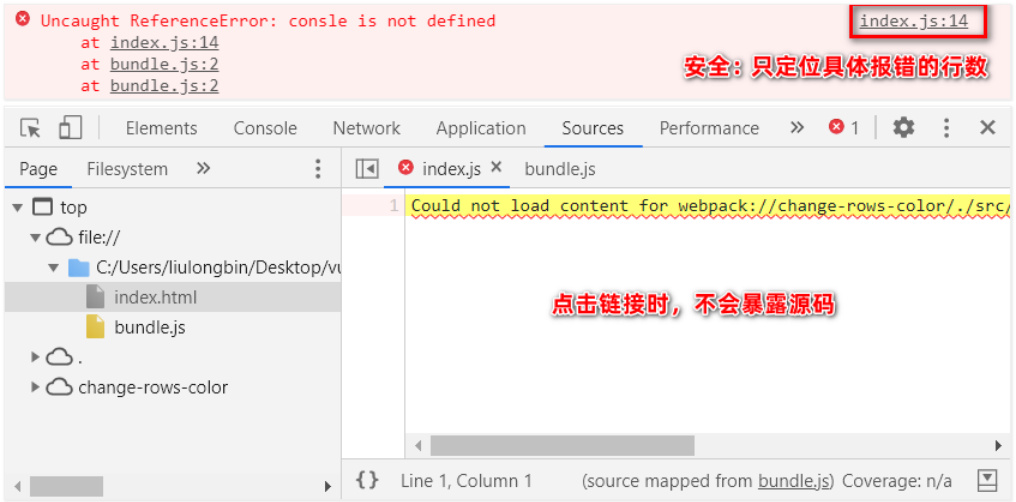 Uncaught ReferenceError: consle is not defined
index.js:14
at index.js:14
at bundle.js:2
at bundle.js:2
安全：只定位具体报错的行数
Elements Console Network Application Sources Performance » 1
Page Filesystem »
index.js × bundle.js
top
file://
C:/Users/liulongbin/Desktop/vu
index.html
bundle.js
.
change-rows-color
1 Could not load content for webpack://change-rows-color/./src/
点击链接时，不会暴露源码
{} Line 1, Column 1 (source mapped from bundle.js) Coverage: n/a